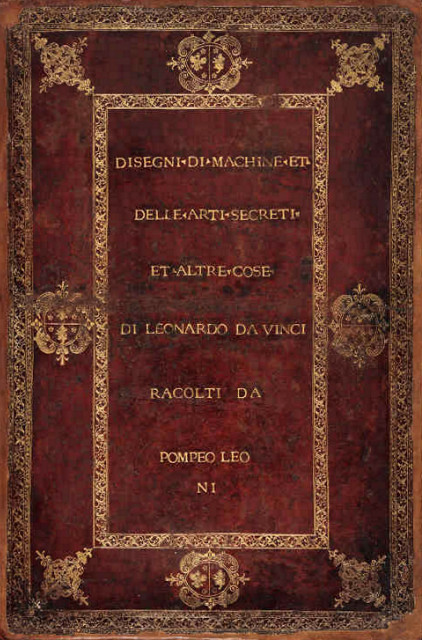 DISEGNI·DI·MACHINE·ET·
DELLE·ARTI·SECRETI·
ET·ALTRE·COSE·
DI LEONARDO DA VINCI
RACOLTI DA
POMPEO LEO
NI